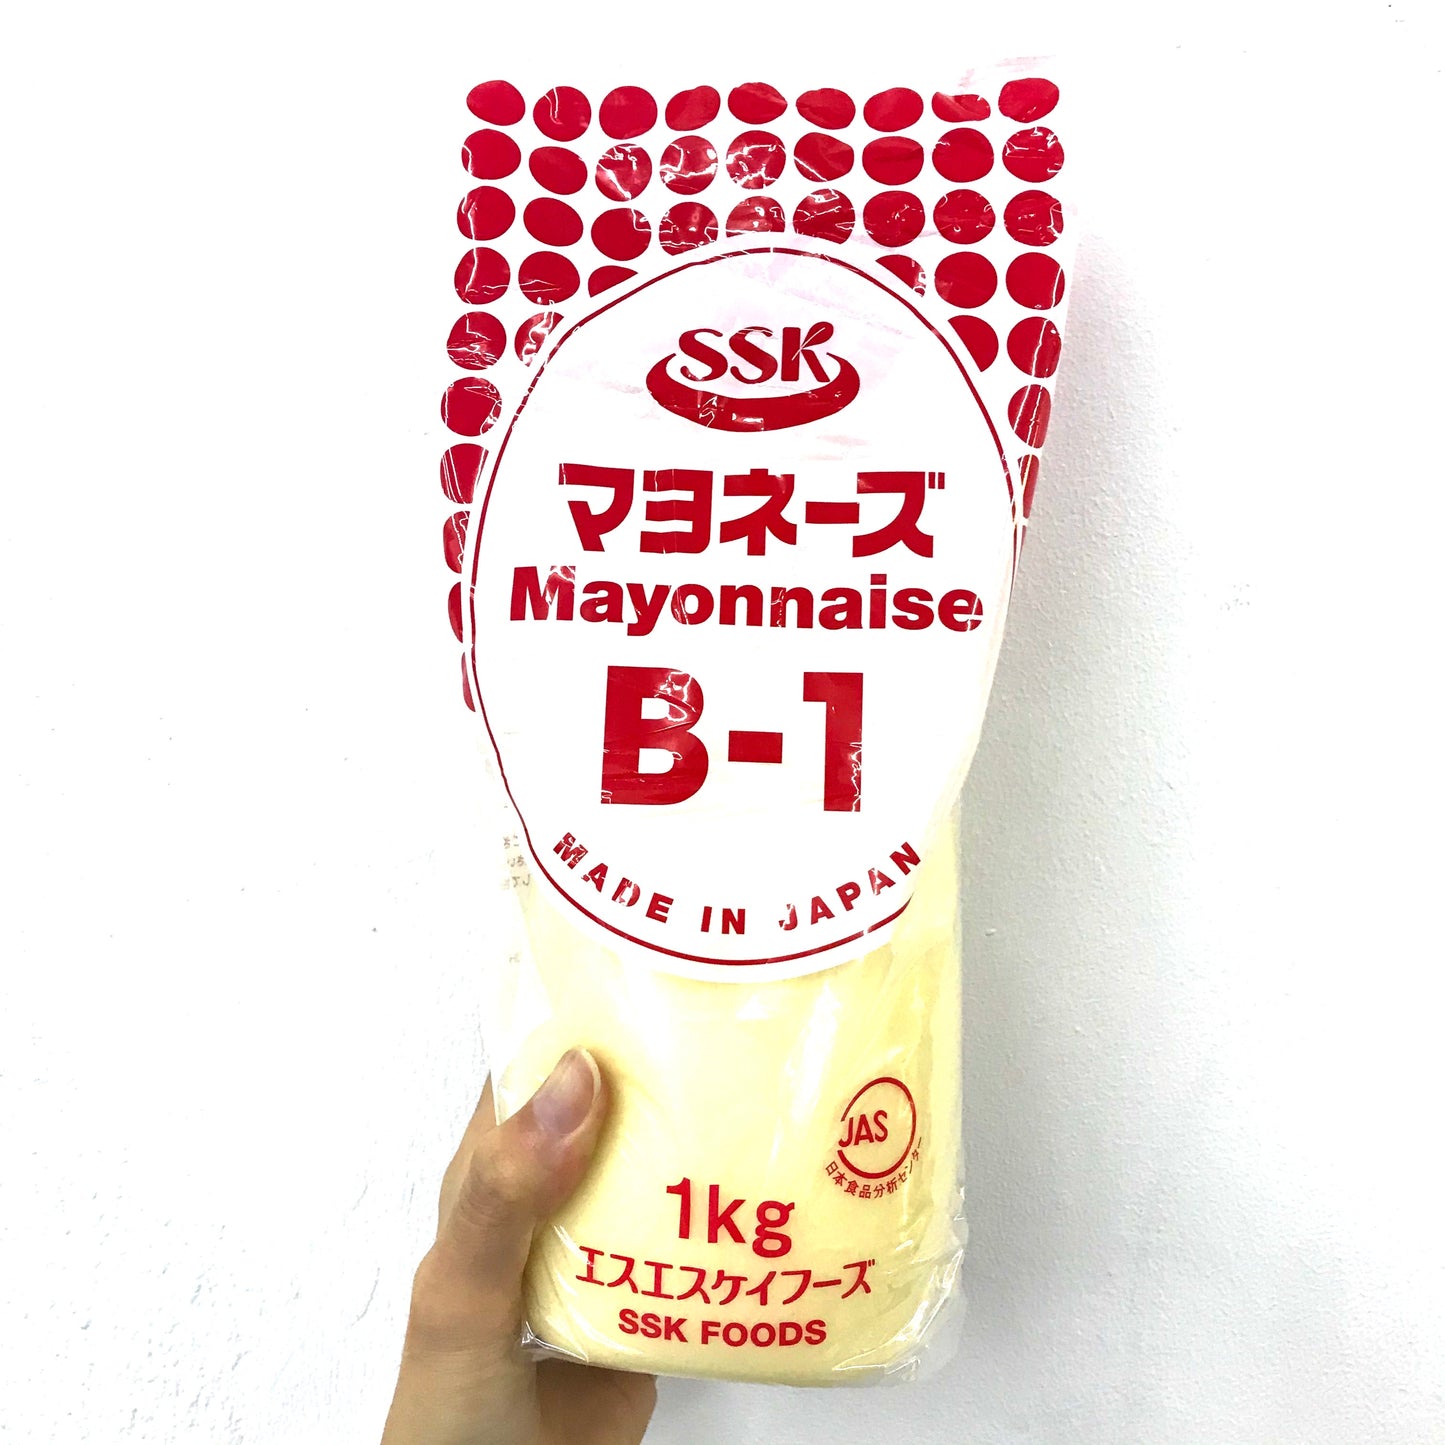 SSK
マヨネーズ
Mayonnaise
B-1
MADE IN JAPAN
JAS
日本食品分析センター
1kg
エスエスケイフーズ
SSK FOODS